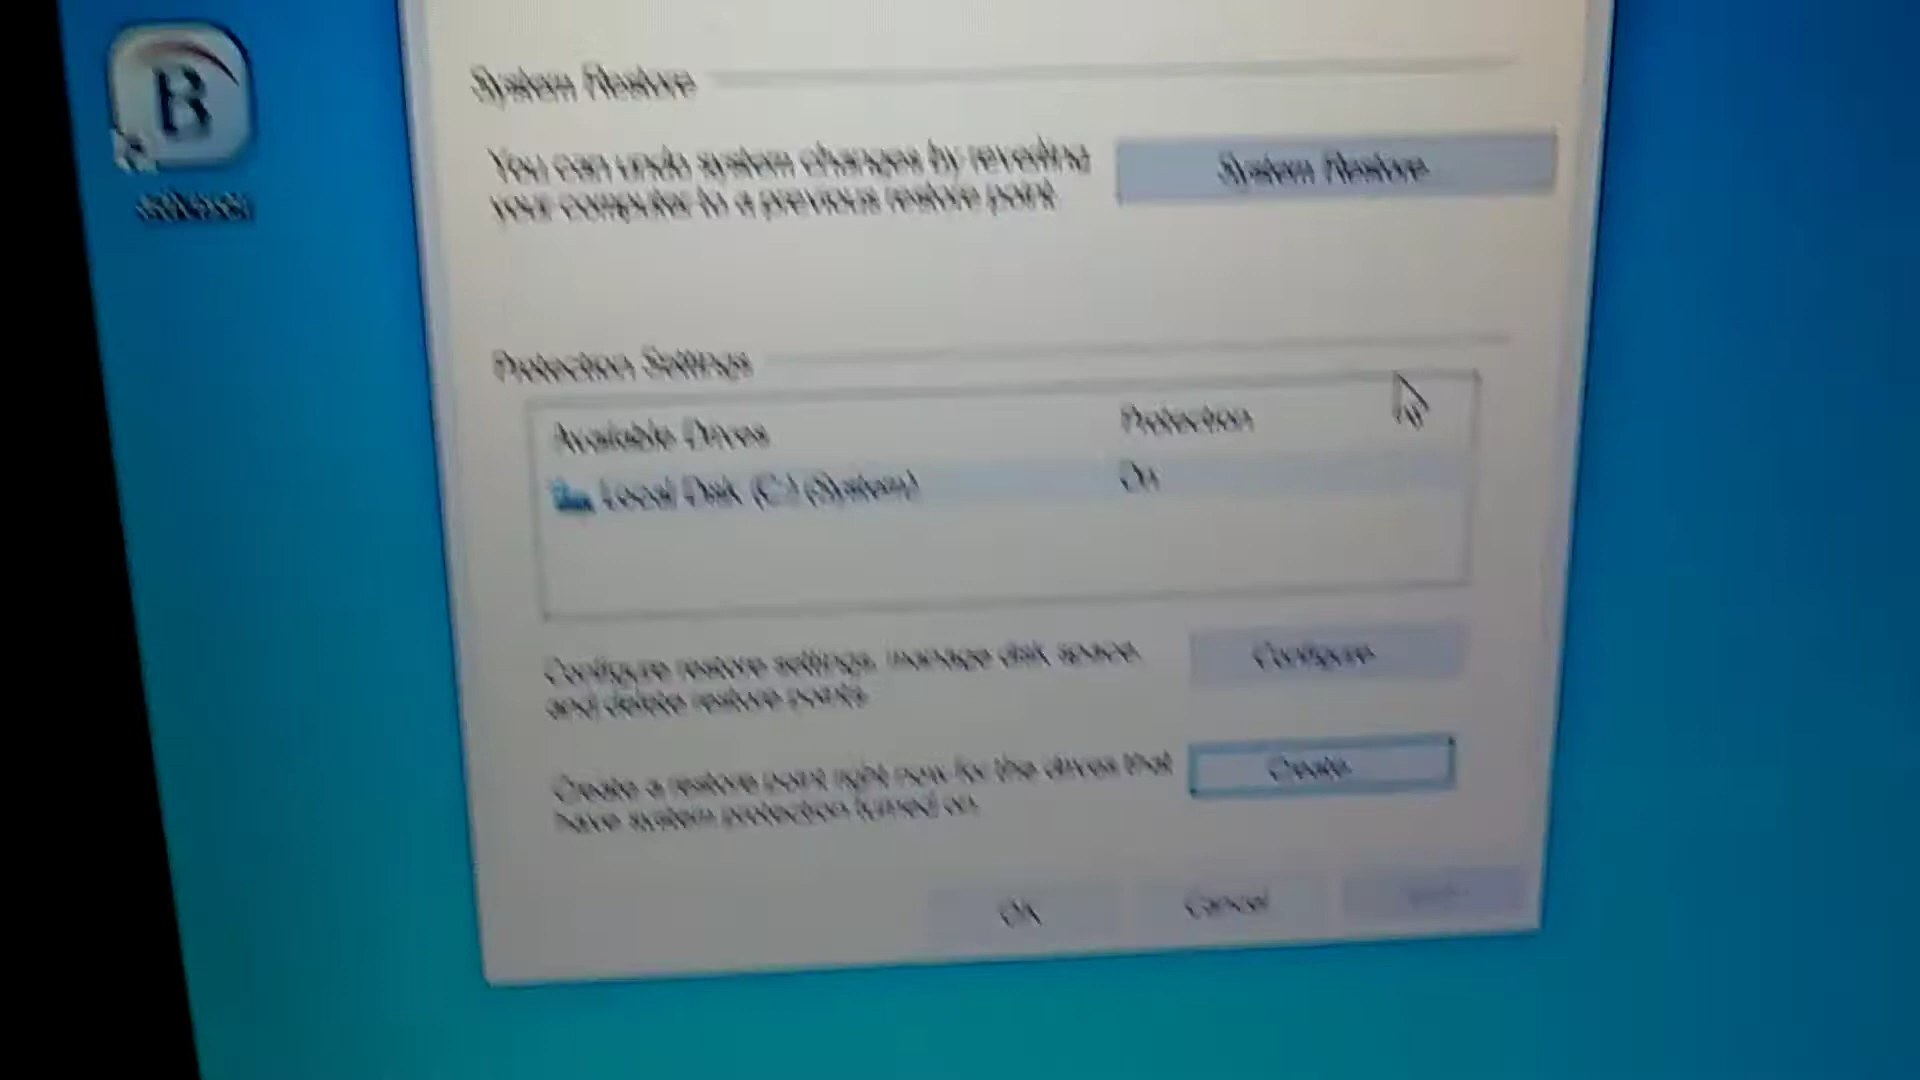 B
System Restore
You can undo system changes by reverting
your computer to a previous restore point.
System Restore
Protection Settings
Available Drives
Protection
Local Disk (C:) (System)
On
Configure restore settings, manage disk space,
and delete restore points.
Configure
Create a restore point right now for the drives that
have system protection turned on.
Create
OK
Cancel